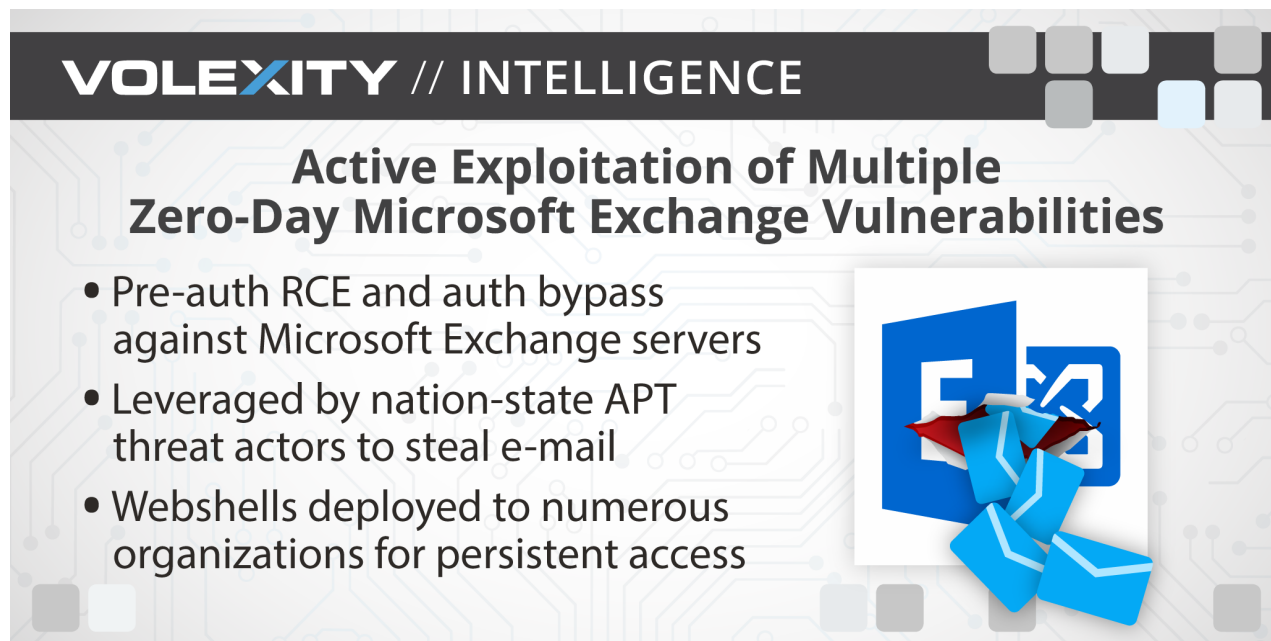 VOLEXITY // INTELLIGENCE
Active Exploitation of Multiple
Zero-Day Microsoft Exchange Vulnerabilities
• Pre-auth RCE and auth bypass
against Microsoft Exchange servers
• Leveraged by nation-state APT
threat actors to steal e-mail
• Webshells deployed to numerous
organizations for persistent access
E